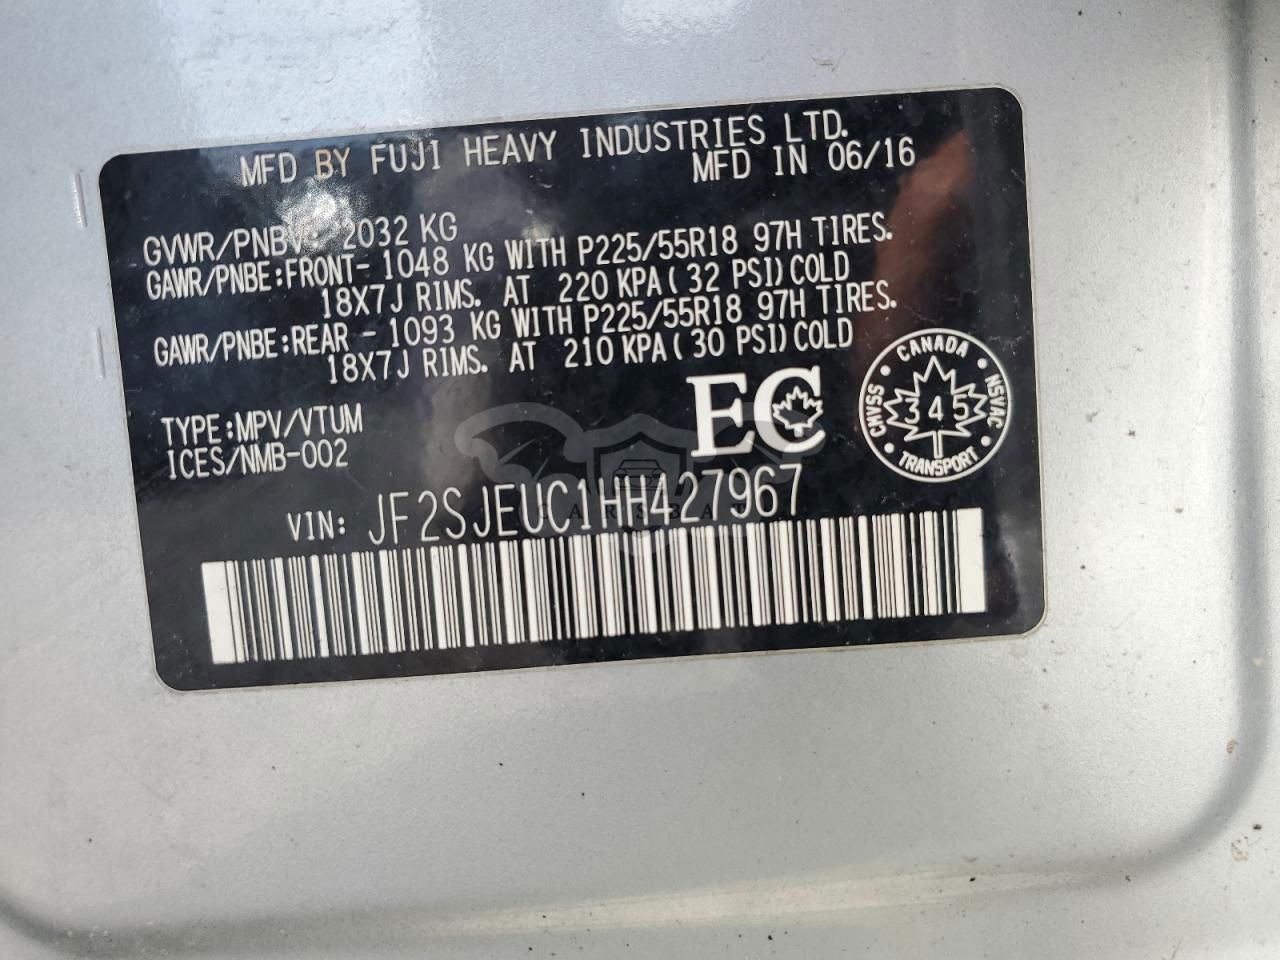 MFD BY FUJI HEAVY INDUSTRIES LTD.
MFD IN 06/16
GVWR/PNBV: 2032 KG
GAWR/PNBE:FRONT- 1048 KG WITH P225/55R18 97H TIRES.
18X7J RIMS. AT 220 KPA(32 PSI)COLD
GAWR/PNBE:REAR - 1093 KG WITH P225/55R18 97H TIRES.
18X7J RIMS. AT 210 KPA(30 PSI)COLD
TYPE:MPV/VTUM
ICES/NMB-002
EC
CANADA
CMVSS
345
NSVAC
TRANSPORT
VIN: JF2SJEUC1HH427967